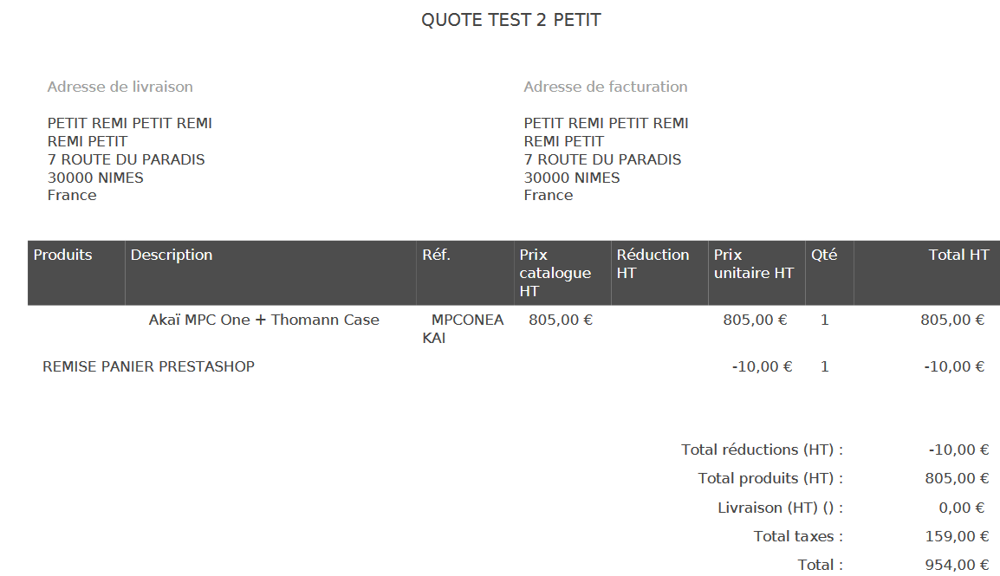 QUOTE TEST 2 PETIT
Adresse de livraison
PETIT REMI PETIT REMI
REMI PETIT
7 ROUTE DU PARADIS
30000 NIMES
France
Adresse de facturation
PETIT REMI PETIT REMI
REMI PETIT
7 ROUTE DU PARADIS
30000 NIMES
France
Produits Description Réf. Prix catalogue HT Réduction HT Prix unitaire HT Qté Total HT
Akaï MPC One + Thomann Case MPCONEA KAI 805,00 € 805,00 € 1 805,00 €
REMISE PANIER PRESTASHOP -10,00 € 1 -10,00 €
Total réductions (HT) : -10,00 €
Total produits (HT) : 805,00 €
Livraison (HT) () : 0,00 €
Total taxes : 159,00 €
Total : 954,00 €